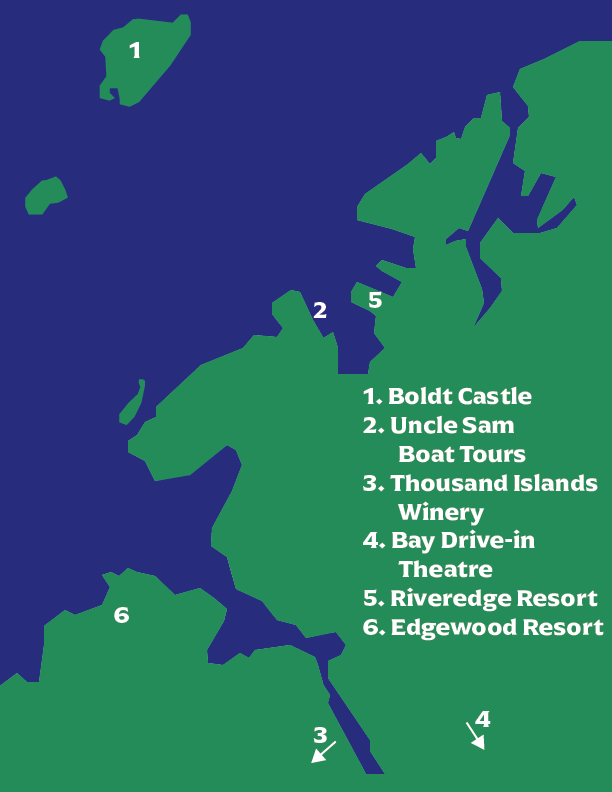 1
2
5
1. Boldt Castle
2. Uncle Sam
Boat Tours
3. Thousand Islands
Winery
4. Bay Drive-in
Theatre
5. Riveredge Resort
6. Edgewood Resort
6
4
3